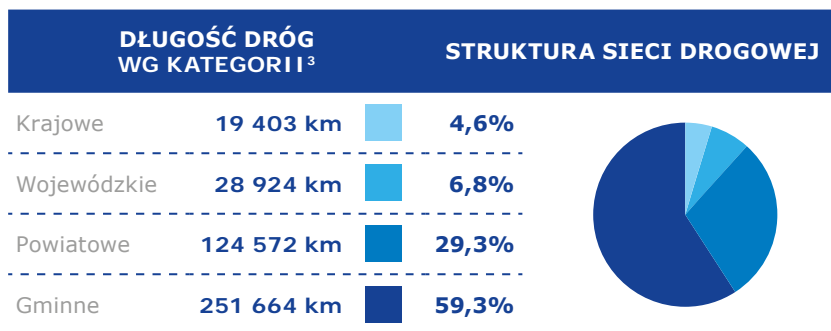 DŁUGOŚĆ DRÓG
WG KATEGORII³
STRUKTURA SIECI DROGOWEJ
Krajowe 19 403 km 4,6%
Wojewódzkie 28 924 km 6,8%
Powiatowe 124 572 km 29,3%
Gminne 251 664 km 59,3%